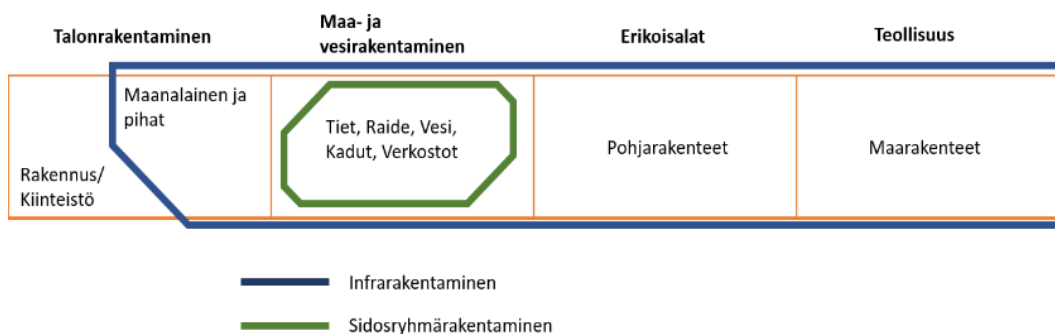 Talonrakentaminen
Maa- ja
vesirakentaminen
Erikoisalat
Teollisuus
Rakennus/
Kiinteistö
Maanalainen ja
pihat
Tiet, Raide, Vesi,
Kadut, Verkostot
Pohjarakenteet
Maarakenteet
Infrarakentaminen
Sidosryhmärakentaminen